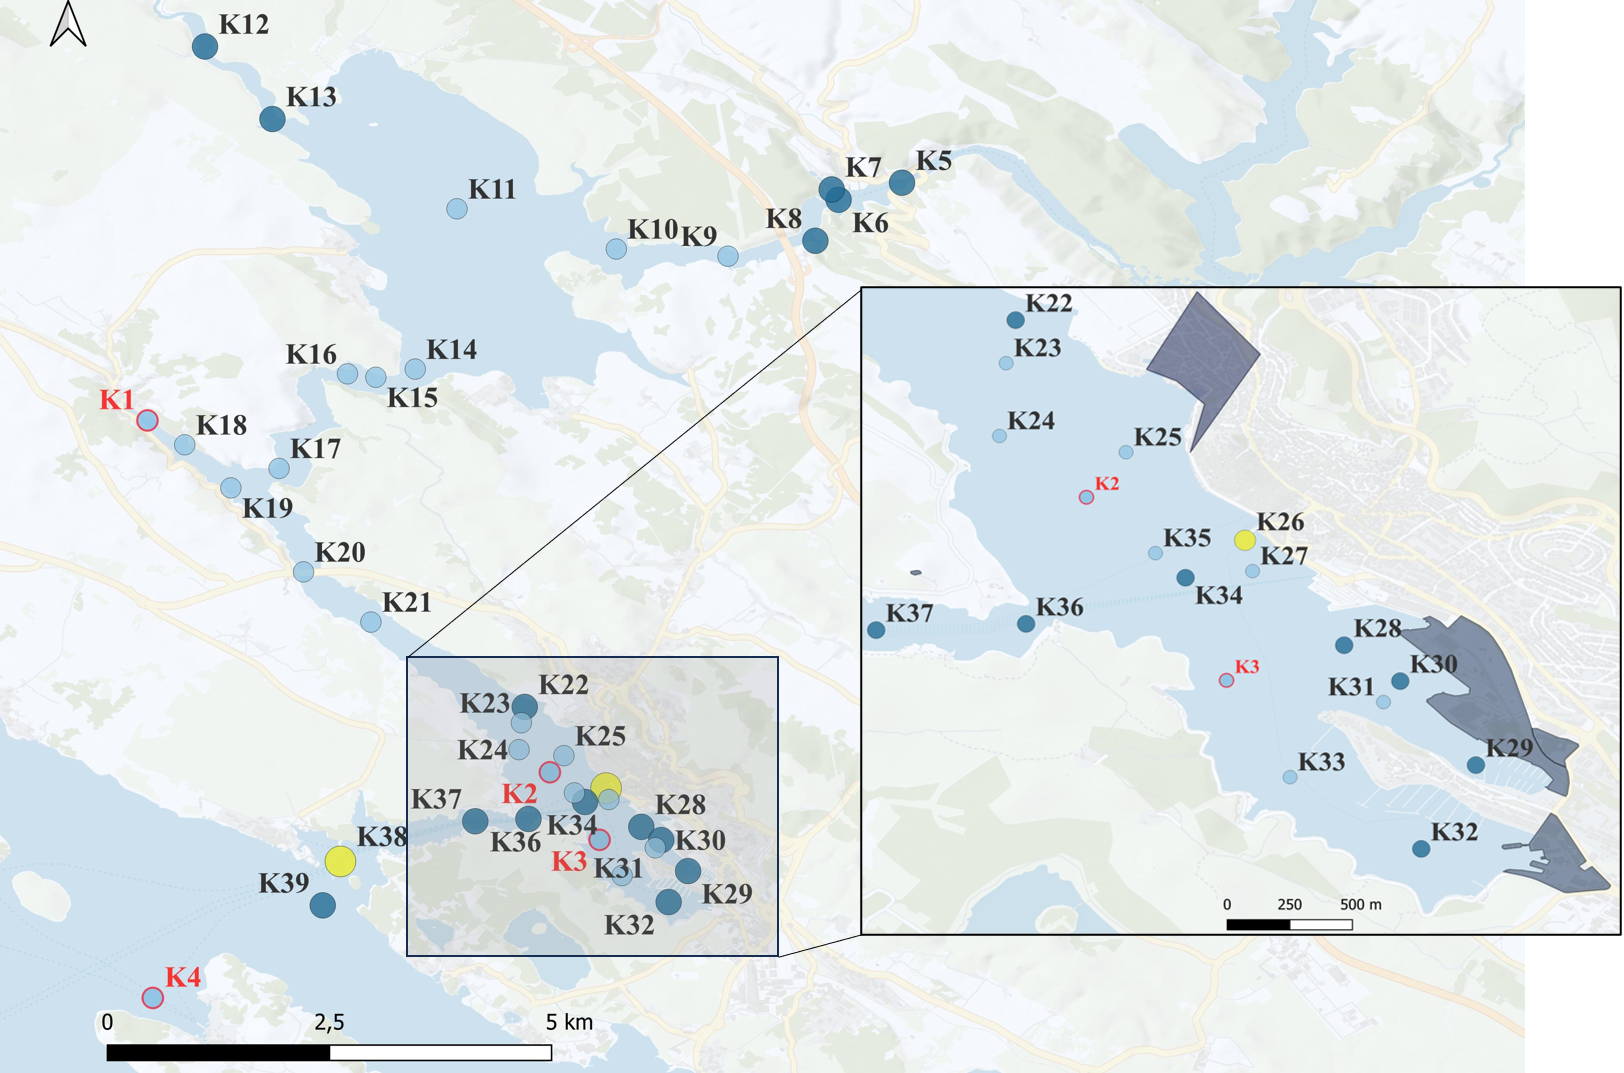 K12
K13
K11
K7
K5
K6
K8
K10
K9
K16
K14
K15
K1
K18
K17
K19
K20
K21
K22
K23
K25
K24
K2
K37
K28
K34
K36
K30
K3
K31
K29
K32
K38
K39
K4
0 2,5 5 km
K22
K23
K24
K25
K2
K26
K35
K27
K34
K36
K37
K28
K30
K3
K31
K29
K33
K32
0 250 500 m